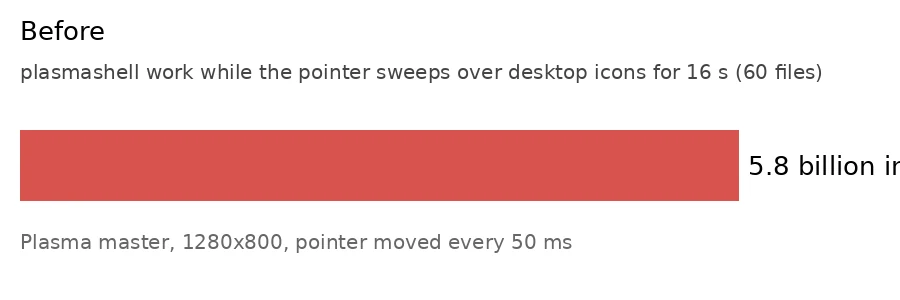 Before
plasmashell work while the pointer sweeps over desktop icons for 16 s (60 files)
5.8 billion
Plasma master, 1280x800, pointer moved every 50 ms